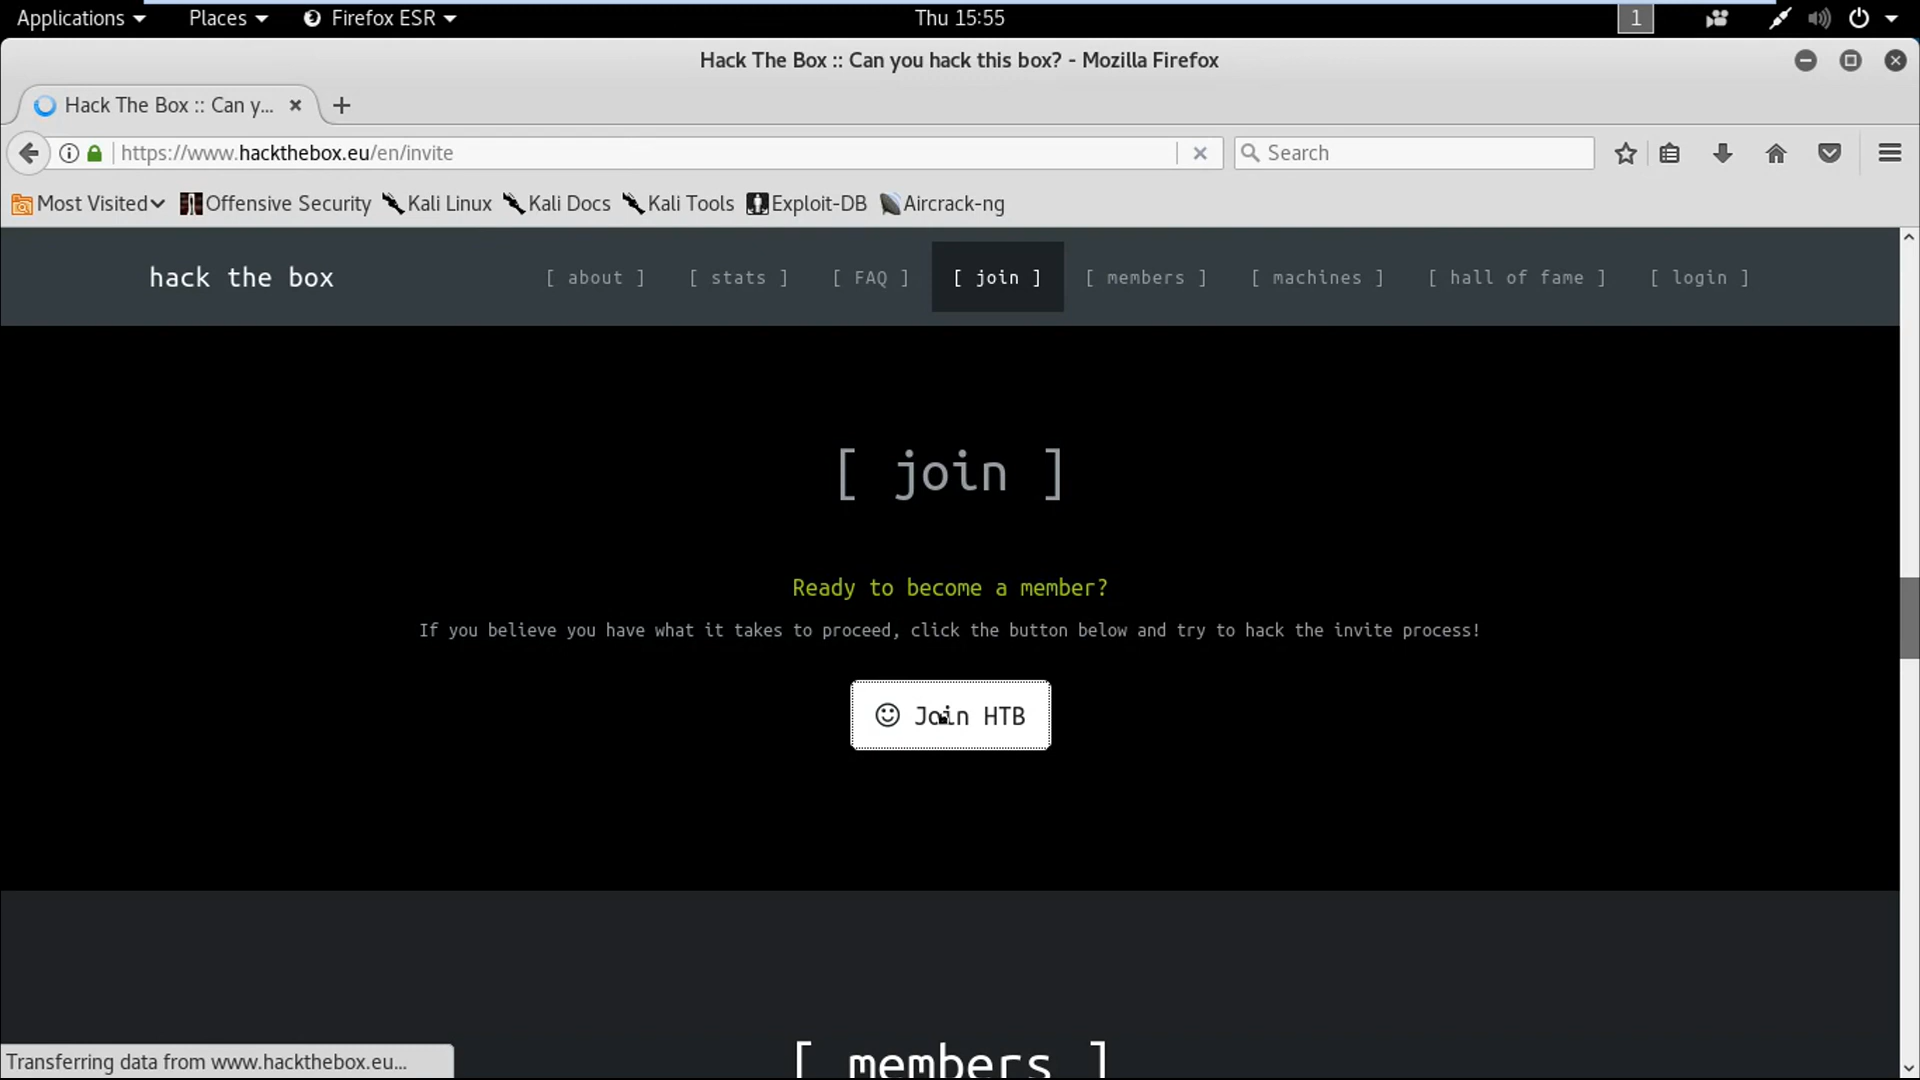 Applications Places Firefox ESR Thu 15:55 1
Hack The Box :: Can you hack this box? - Mozilla Firefox
Hack The Box :: Can y...
https://www.hackthebox.eu/en/invite Search
Most Visited Offensive Security Kali Linux Kali Docs Kali Tools Exploit-DB Aircrack-ng
hack the box [ about ] [ stats ] [ FAQ ] [ join ] [ members ] [ machines ] [ hall of fame ] [ login ]
[ join ]
Ready to become a member?
If you believe you have what it takes to proceed, click the button below and try to hack the invite process!
Join HTB
[ members ]
Transferring data from www.hackthebox.eu...